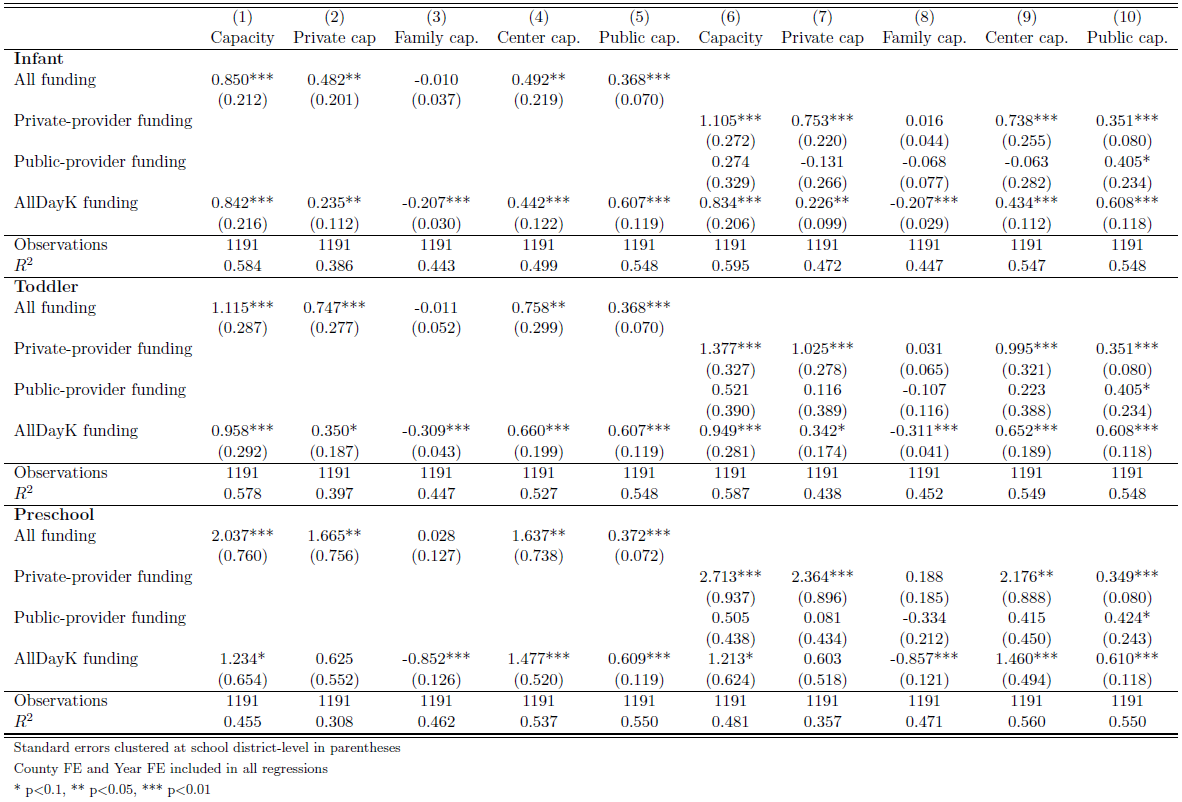 (1) (2) (3) (4) (5) (6) (7) (8) (9) (10)
Capacity Private cap Family cap. Center cap. Public cap. Capacity Private cap Family cap. Center cap. Public cap.
Infant
All funding 0.850*** 0.482** -0.010 0.492** 0.368***
(0.212) (0.201) (0.037) (0.219) (0.070)
Private-provider funding 1.105*** 0.753*** 0.016 0.738*** 0.351***
(0.272) (0.220) (0.044) (0.255) (0.080)
Public-provider funding 0.274 -0.131 -0.068 -0.063 0.405*
(0.329) (0.266) (0.077) (0.282) (0.234)
AllDayK funding 0.842*** 0.235** -0.207*** 0.442*** 0.607*** 0.834*** 0.226** -0.207*** 0.434*** 0.608***
(0.216) (0.112) (0.030) (0.122) (0.119) (0.206) (0.099) (0.029) (0.112) (0.118)
Observations 1191 1191 1191 1191 1191 1191 1191 1191 1191 1191
R² 0.584 0.386 0.443 0.499 0.548 0.595 0.472 0.447 0.547 0.548
Toddler
All funding 1.115*** 0.747*** -0.011 0.758** 0.368***
(0.287) (0.277) (0.052) (0.299) (0.070)
Private-provider funding 1.377*** 1.025*** 0.031 0.995*** 0.351***
(0.327) (0.278) (0.065) (0.321) (0.080)
Public-provider funding 0.521 0.116 -0.107 0.223 0.405*
(0.390) (0.389) (0.116) (0.388) (0.234)
AllDayK funding 0.958*** 0.350* -0.309*** 0.660*** 0.607*** 0.949*** 0.342* -0.311*** 0.652*** 0.608***
(0.292) (0.187) (0.043) (0.199) (0.119) (0.281) (0.174) (0.041) (0.189) (0.118)
Observations 1191 1191 1191 1191 1191 1191 1191 1191 1191 1191
R² 0.578 0.397 0.447 0.527 0.548 0.587 0.438 0.452 0.549 0.548
Preschool
All funding 2.037*** 1.665** 0.028 1.637** 0.372***
(0.760) (0.756) (0.127) (0.738) (0.072)
Private-provider funding 2.713*** 2.364*** 0.188 2.176** 0.349***
(0.937) (0.896) (0.185) (0.888) (0.080)
Public-provider funding 0.505 0.081 -0.334 0.415 0.424*
(0.438) (0.434) (0.212) (0.450) (0.243)
AllDayK funding 1.234* 0.625 -0.852*** 1.477*** 0.609*** 1.213* 0.603 -0.857*** 1.460*** 0.610***
(0.654) (0.552) (0.126) (0.520) (0.119) (0.624) (0.518) (0.121) (0.494) (0.118)
Observations 1191 1191 1191 1191 1191 1191 1191 1191 1191 1191
R² 0.455 0.308 0.462 0.537 0.550 0.481 0.357 0.471 0.560 0.550
Standard errors clustered at school district-level in parentheses
County FE and Year FE included in all regressions
* p<0.1, ** p<0.05, *** p<0.01